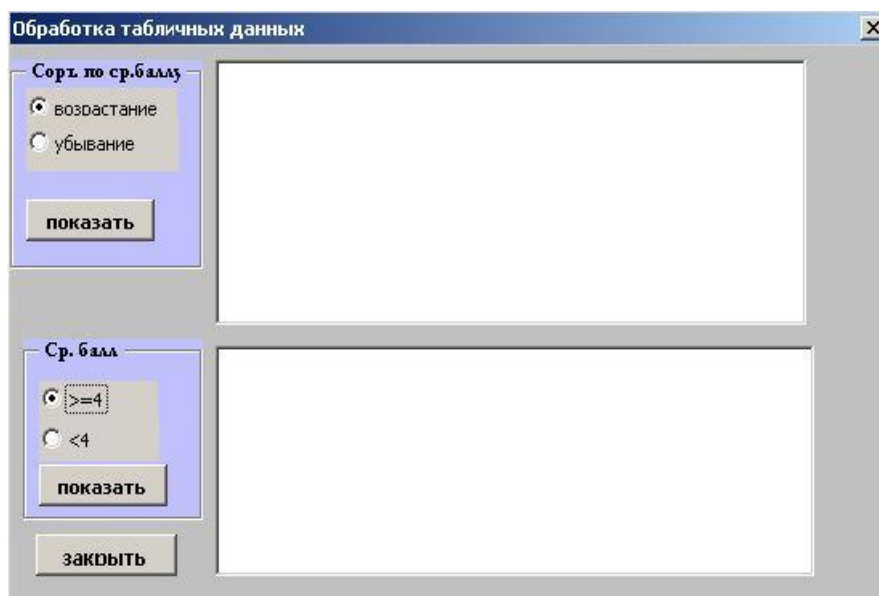 Обработка табличных данных
Сорт. по ср.баллу
возрастание
убывание
показать
Ср. балл
>=4
<4
показать
закрыть